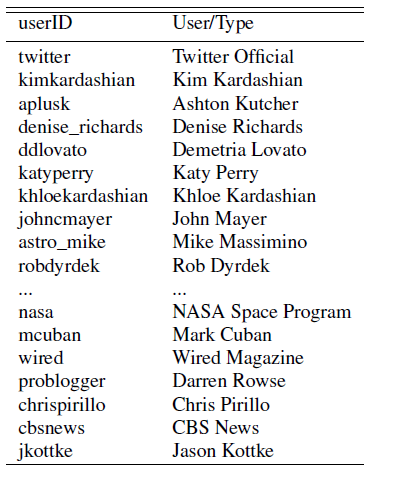 userID User/Type
twitter Twitter Official
kimkardashian Kim Kardashian
aplusk Ashton Kutcher
denise_richards Denise Richards
ddlovato Demetria Lovato
katyperry Katy Perry
khloekardashian Khloe Kardashian
johncmayer John Mayer
astro_mike Mike Massimino
robdyrdek Rob Dyrdek
... ...
nasa NASA Space Program
mcuban Mark Cuban
wired Wired Magazine
problogger Darren Rowse
chrispirillo Chris Pirillo
cbsnews CBS News
jkottke Jason Kottke